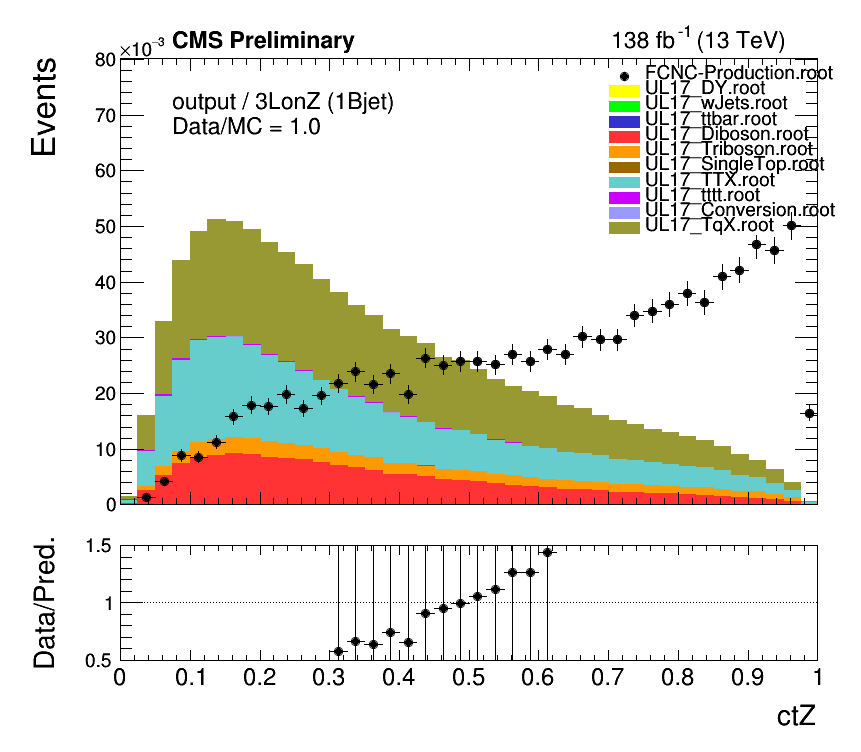 ×10⁻³ CMS Preliminary 138 fb⁻¹ (13 TeV)
Events
80
70
60
50
40
30
20
10
0
output / 3LonZ (1Bjet)
Data/MC = 1.0
FCNC-Production.root
UL17_DY.root
UL17_wJets.root
UL17_ttbar.root
UL17_Diboson.root
UL17_Triboson.root
UL17_SingleTop.root
UL17_TTX.root
UL17_tttt.root
UL17_Conversion.root
UL17_TqX.root
Data/Pred.
1.5
1
0.5
0 0.1 0.2 0.3 0.4 0.5 0.6 0.7 0.8 0.9 1
ctZ